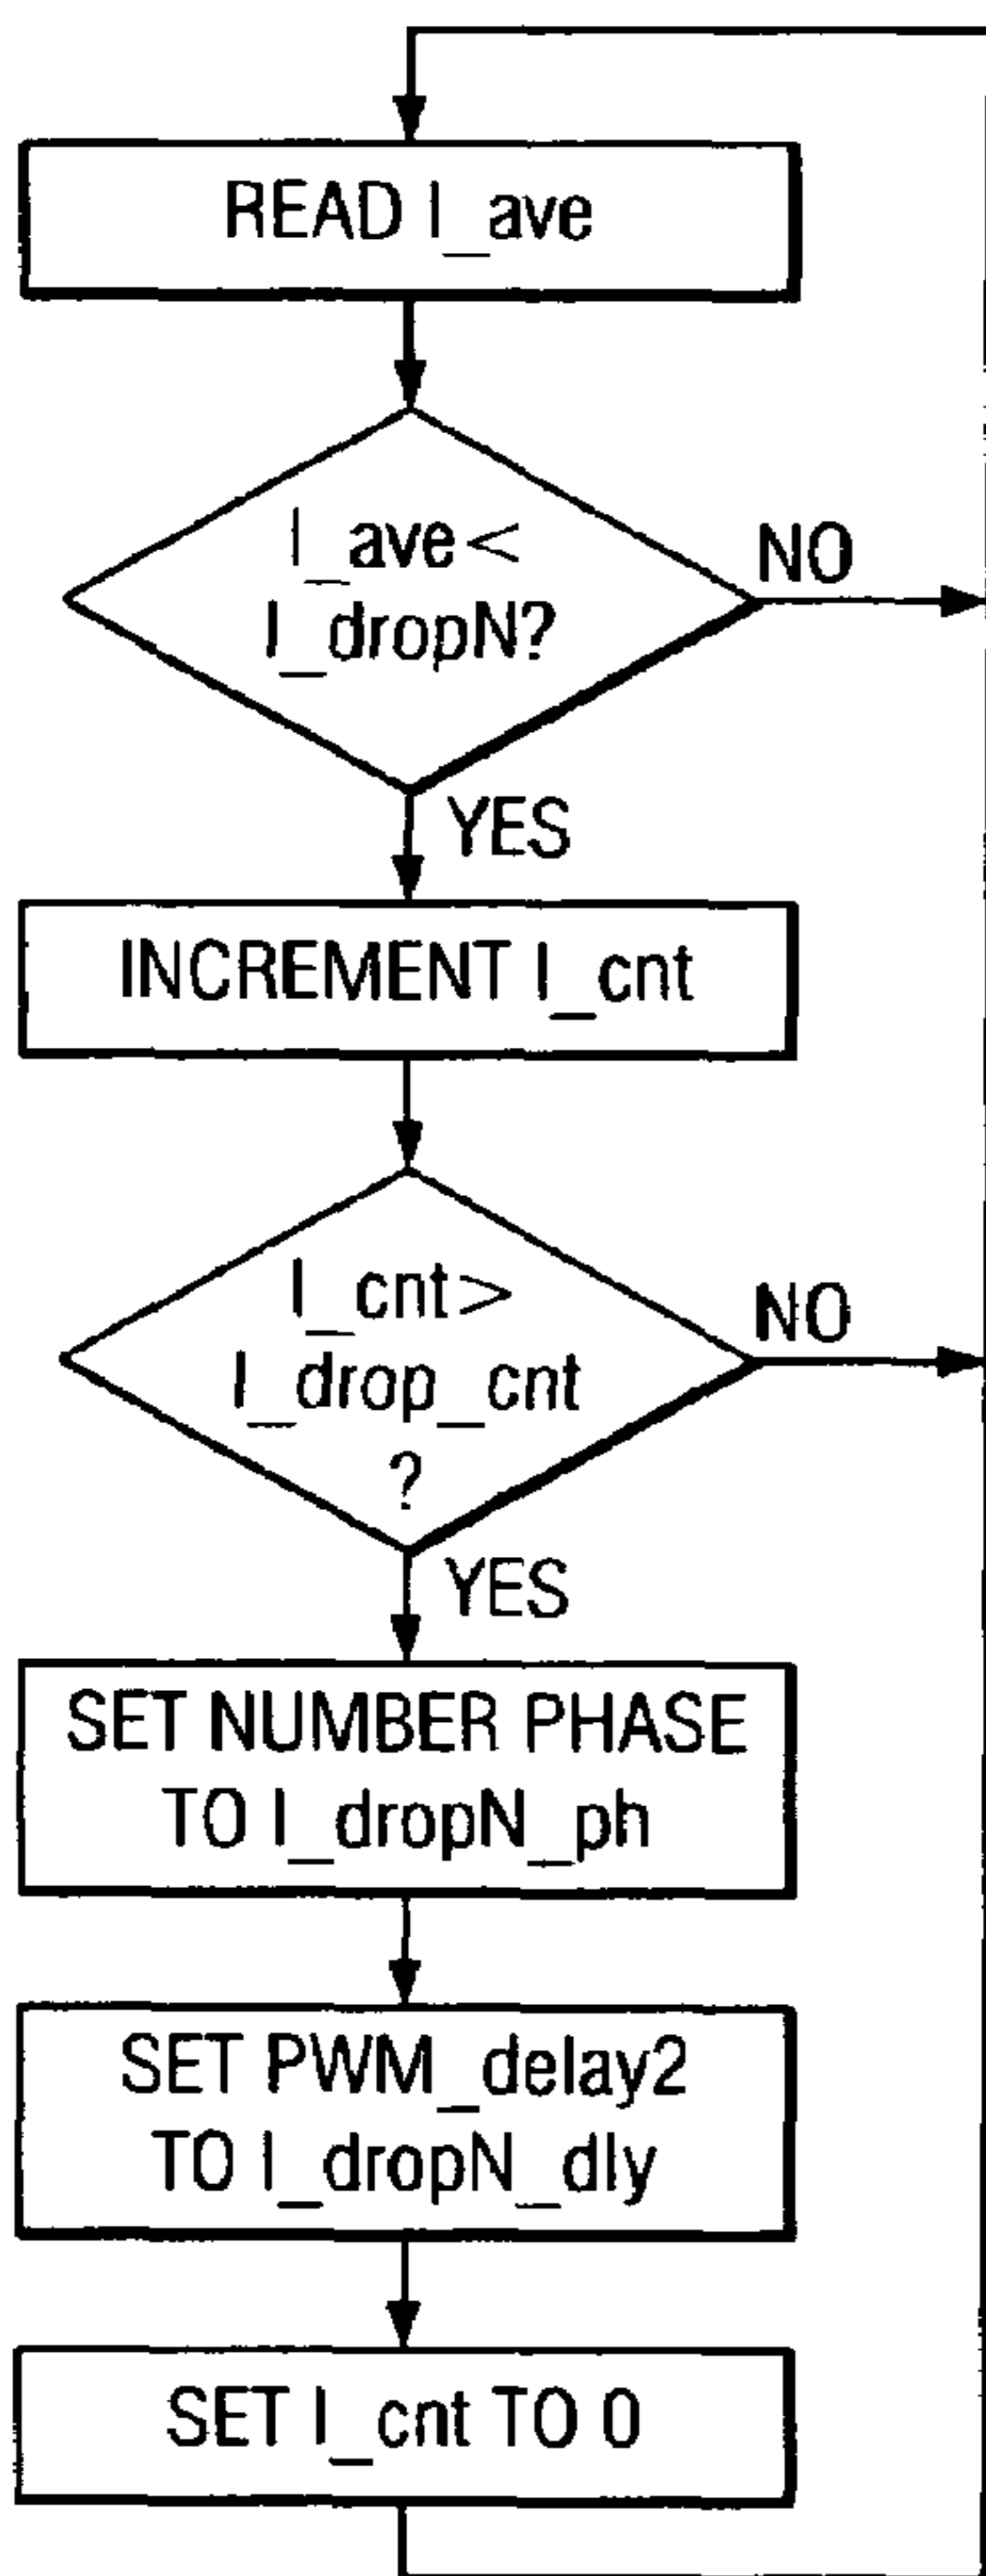 READ I_ave
I_ave<
I_dropN?
NO
YES
INCREMENT I_cnt
I_cnt>
I_drop_cnt
?
NO
YES
SET NUMBER PHASE
TO I_dropN_ph
SET PWM_delay2
TO I_dropN_dly
SET I_cnt TO 0